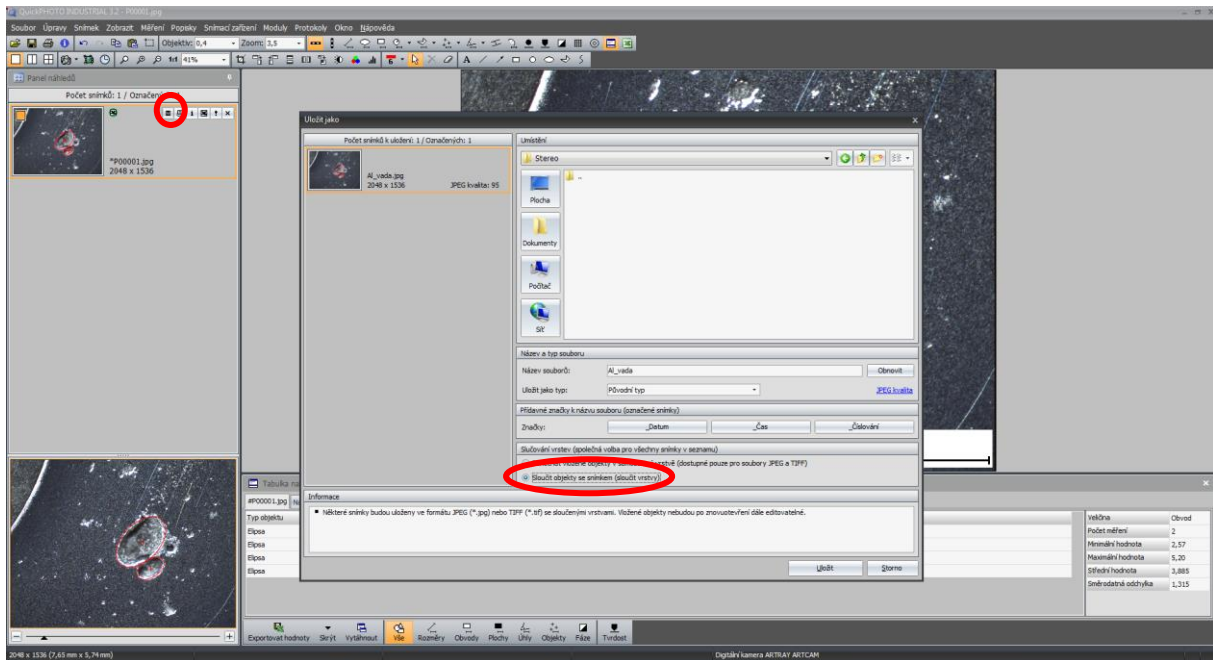 QuickPHOTO INDUSTRIAL 3.2 - P00001.jpg
Soubor Úpravy Snímek Zobrazit Měření Popisky Snímací zařízení Moduly Protokoly Okno Nápověda
Objektiv: 0,4 Zoom: 3,5
1:1 41%
Panel náhledů
Počet snímků: 1 /
*P00001.jpg
2048 x 1536
Uložit jako
Počet snímků k uložení: 1 / Označených: 1
Al_vada.jpg
2048 x 1536 JPEG kvalita: 95
Umístění
Stereo
..
Plocha
Dokumenty
Počítač
Síť
Název a typ souboru
Název souborů: Al_vada Obnovit
Uložit jako typ: Původní typ JPEG kvalita
Přídavné značky k názvu souboru (označené snímky)
Značky: _Datum _Čas _Číslování
Slučování vrstev (společná volba pro všechny snímky v seznamu)
vložené objekty v vrstvě (dostupné pouze pro soubory JPEG a TIFF)
Sloučit objekty se snímkem (sloučit vrstvy)
Informace
Některé snímky budou uloženy ve formátu JPEG (*.jpg) nebo TIFF (*.tif) se sloučenými vrstvami. Vložené objekty nebudou po znovuotevření dále editovatelné.
Uložit Storno
Tabulka
#P00001.jpg
Typ objektu
Elipsa
Elipsa
Elipsa
Elipsa
Veličina Obvod
Počet měření 2
Minimální hodnota 2,57
Maximální hodnota 5,20
Střední hodnota 3,885
Směrodatná odchylka 1,315
Exportovat hodnoty Skrýt Vytáhnout Vše Rozměry Obvody Plochy Úhly Objekty Fáze Tvrdost
2048 x 1536 (7,65 mm x 5,74 mm) Digitální kamera ARTRAY ARTCAM